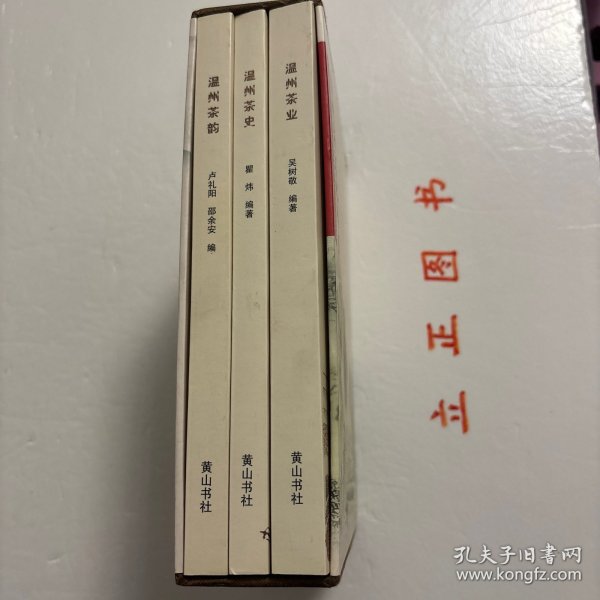 温州茶韵
卢礼阳 邵余安 编
黄山书社
温州茶史
瞿炜 编著
黄山书社
温州茶业
吴树敬 编著
黄山书社
立正图书
孔夫子旧书网
www.kongfz.com